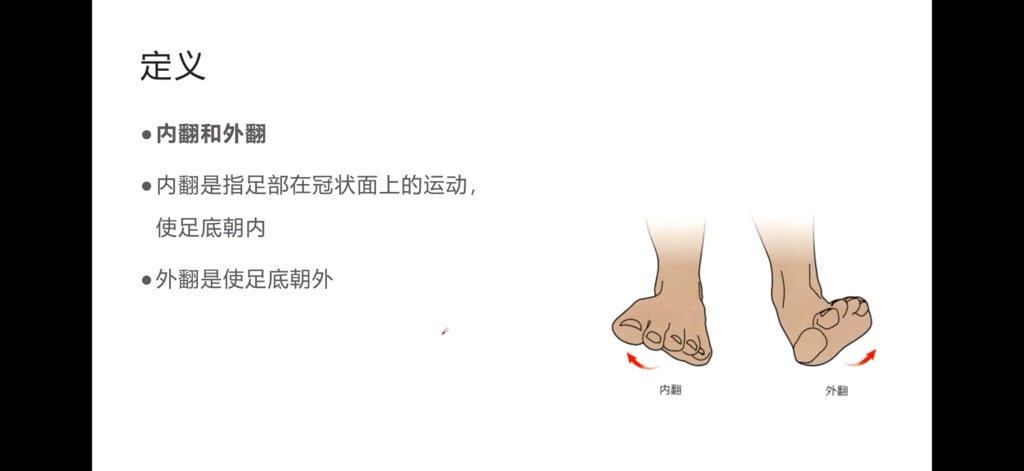 定义
●内翻和外翻
●内翻是指足部在冠状面上的运动，
使足底朝内
●外翻是使足底朝外
内翻
外翻